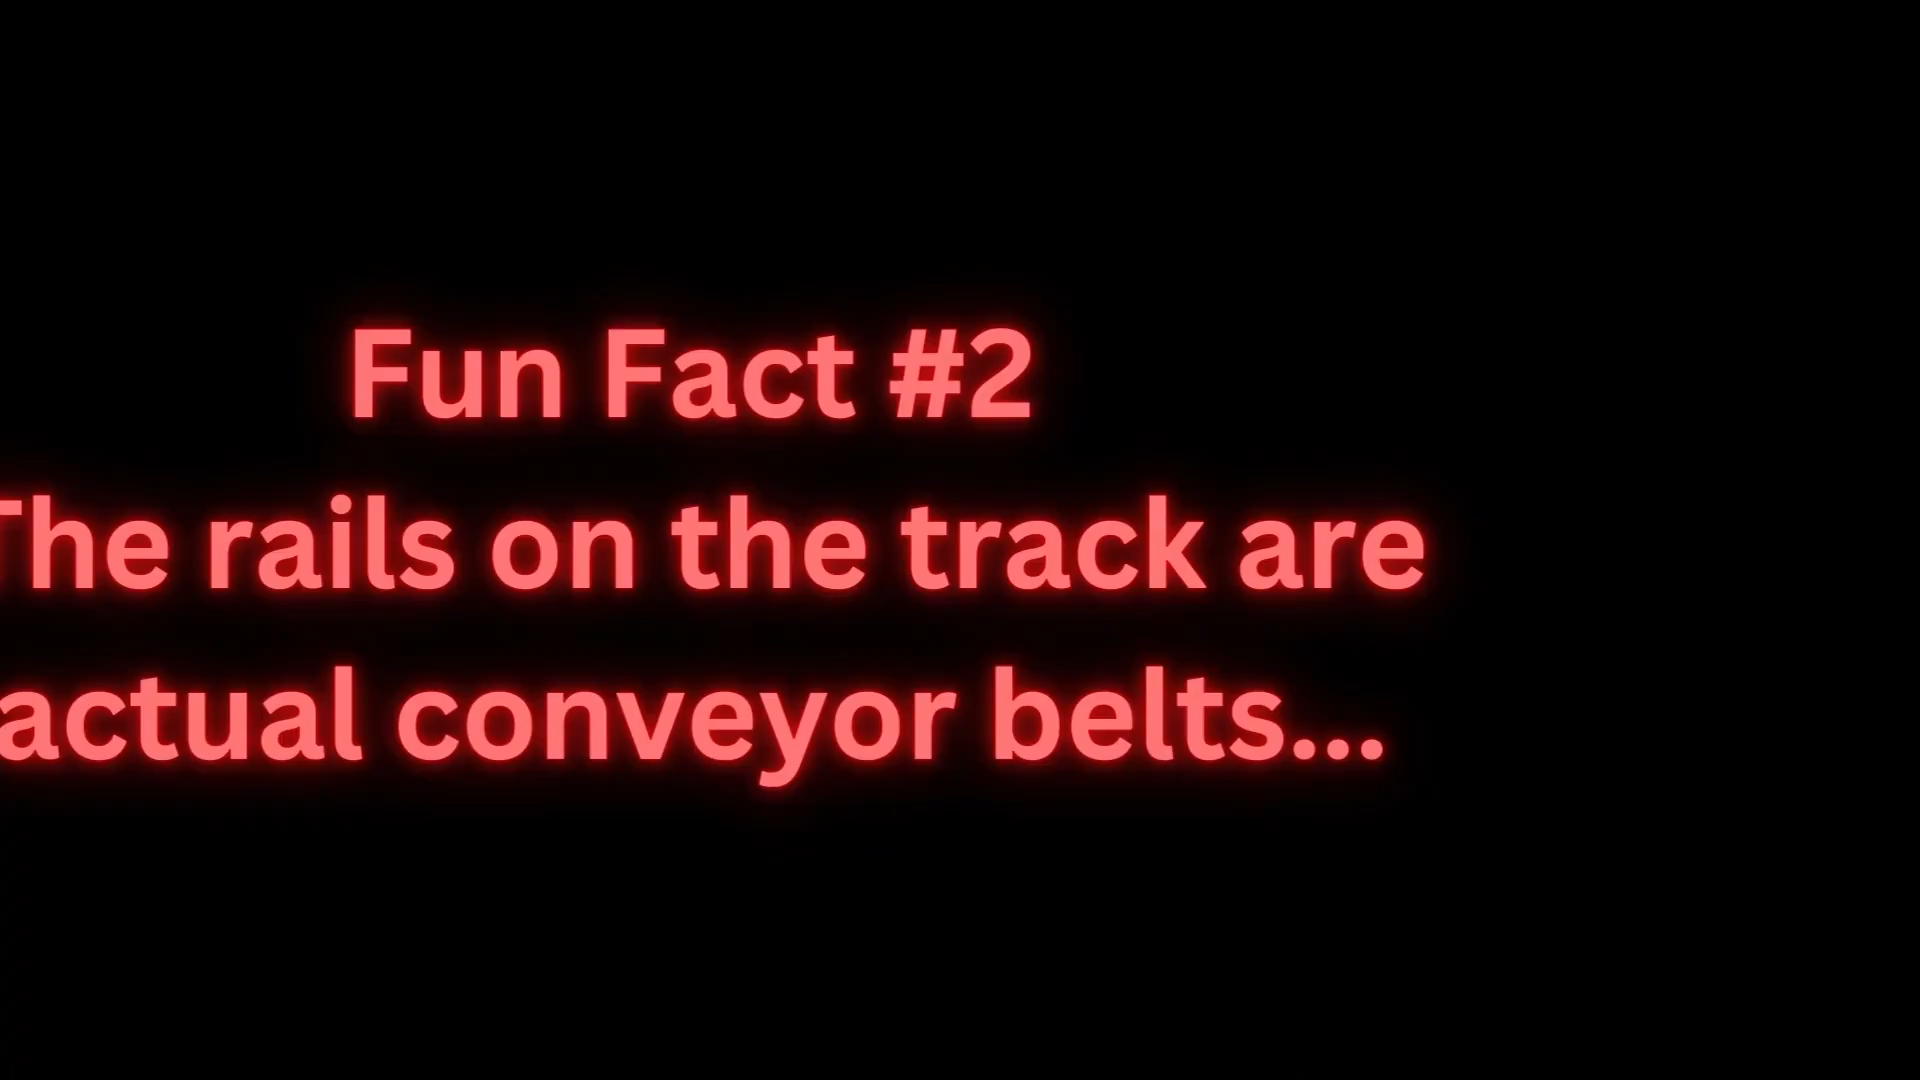 Fun Fact #2
The rails on the track are
actual conveyor belts...